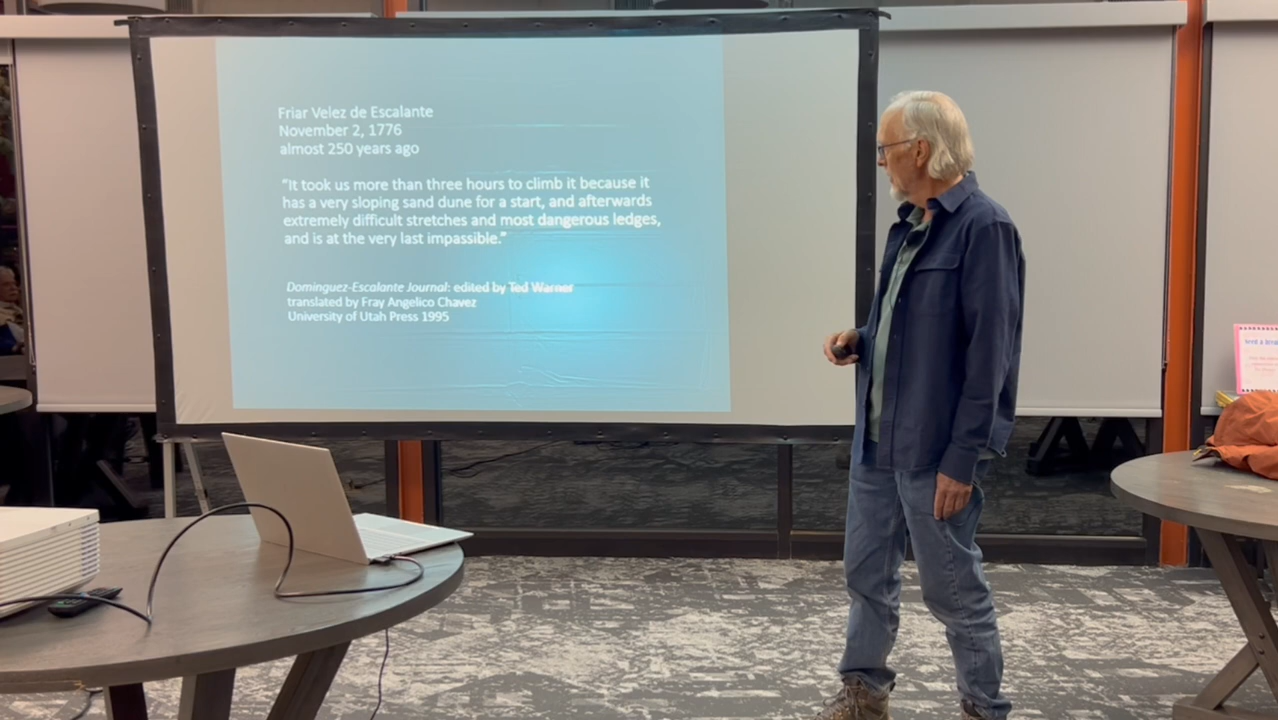 Friar Velez de Escalante
November 2, 1776
almost 250 years ago
“It took us more than three hours to climb it because it
has a very sloping sand dune for a start, and afterwards
extremely difficult stretches and most dangerous ledges,
and is at the very last impassible.”
Dominguez-Escalante Journal: edited by Ted Warner
translated by Fray Angelico Chavez
University of Utah Press 1995